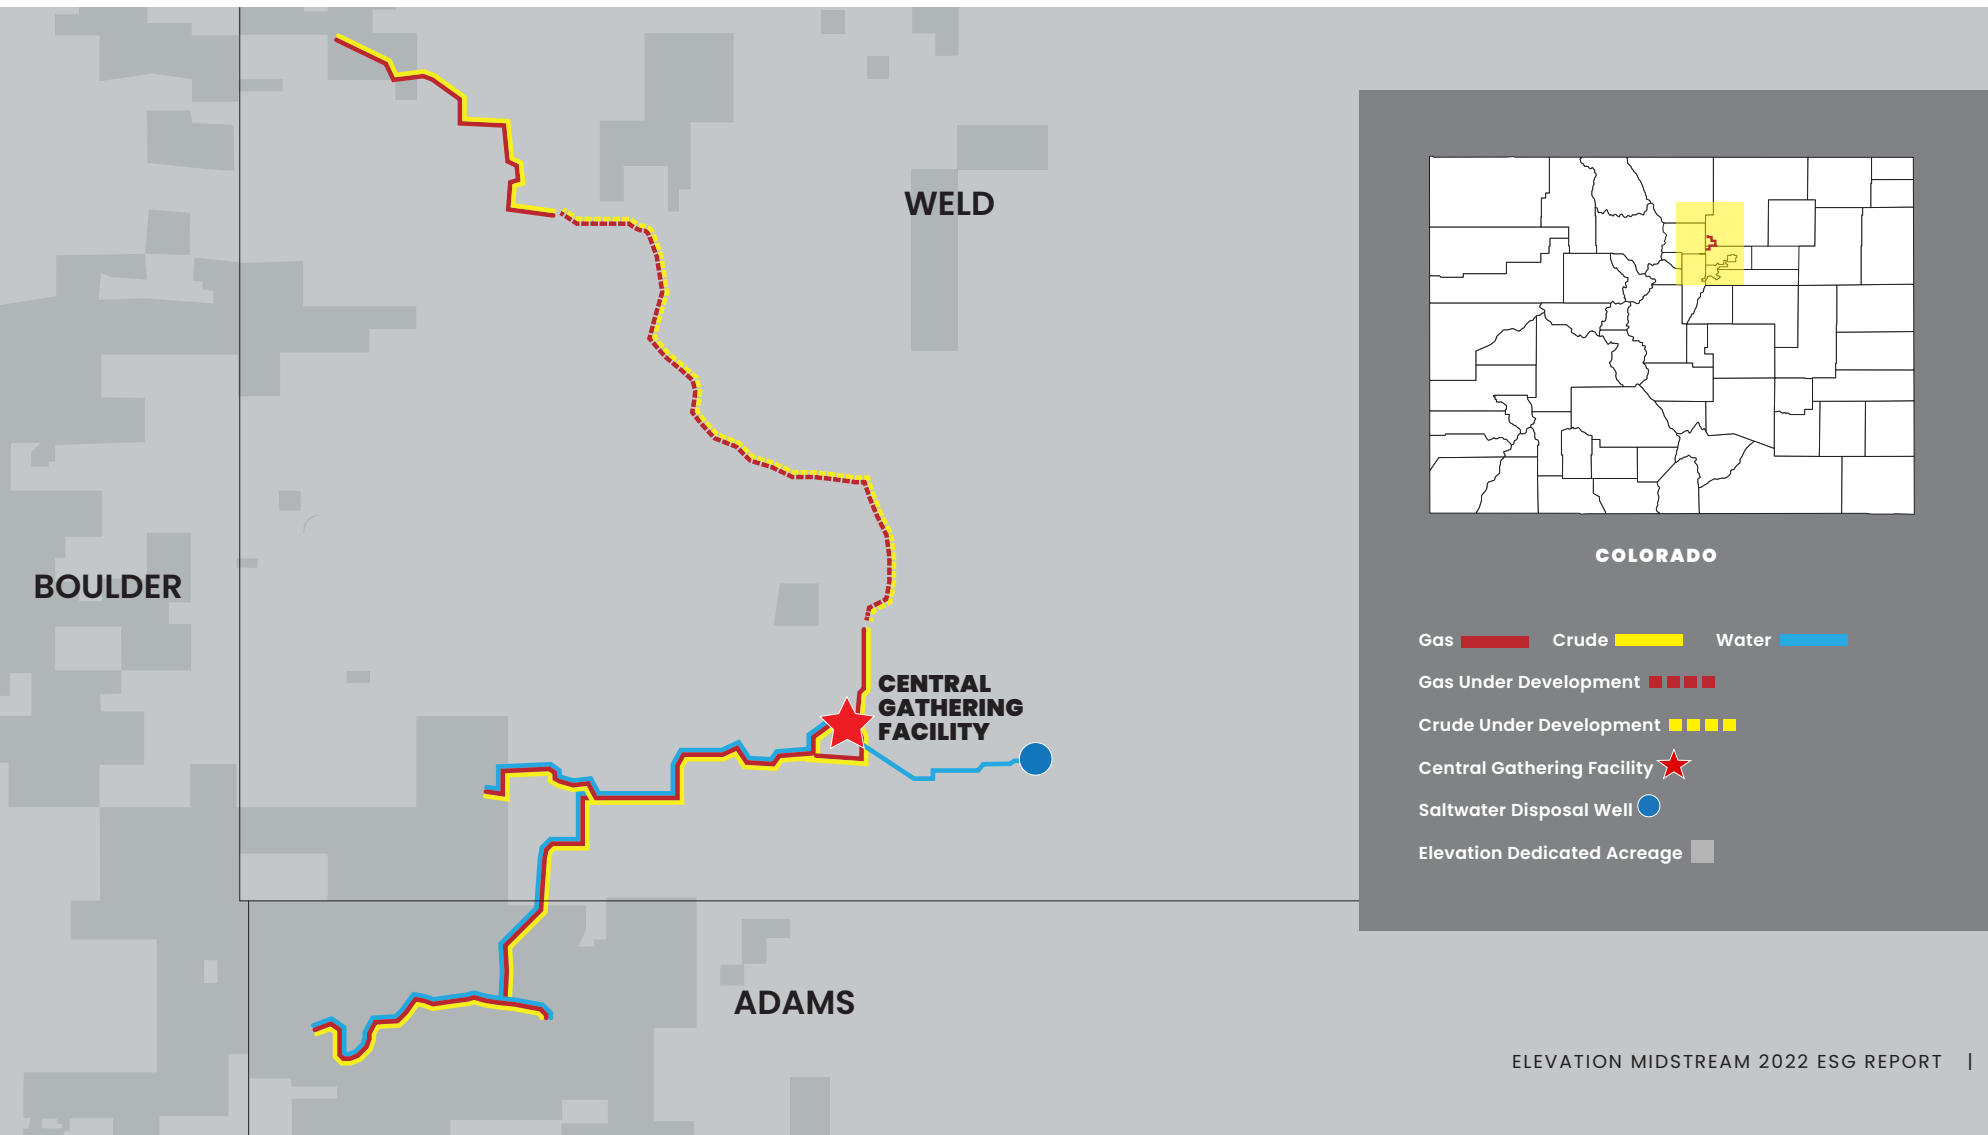 WELD
BOULDER
CENTRAL
GATHERING
FACILITY
ADAMS
COLORADO
Gas Crude Water
Gas Under Development
Crude Under Development
Central Gathering Facility
Saltwater Disposal Well
Elevation Dedicated Acreage
ELEVATION MIDSTREAM 2022 ESG REPORT |